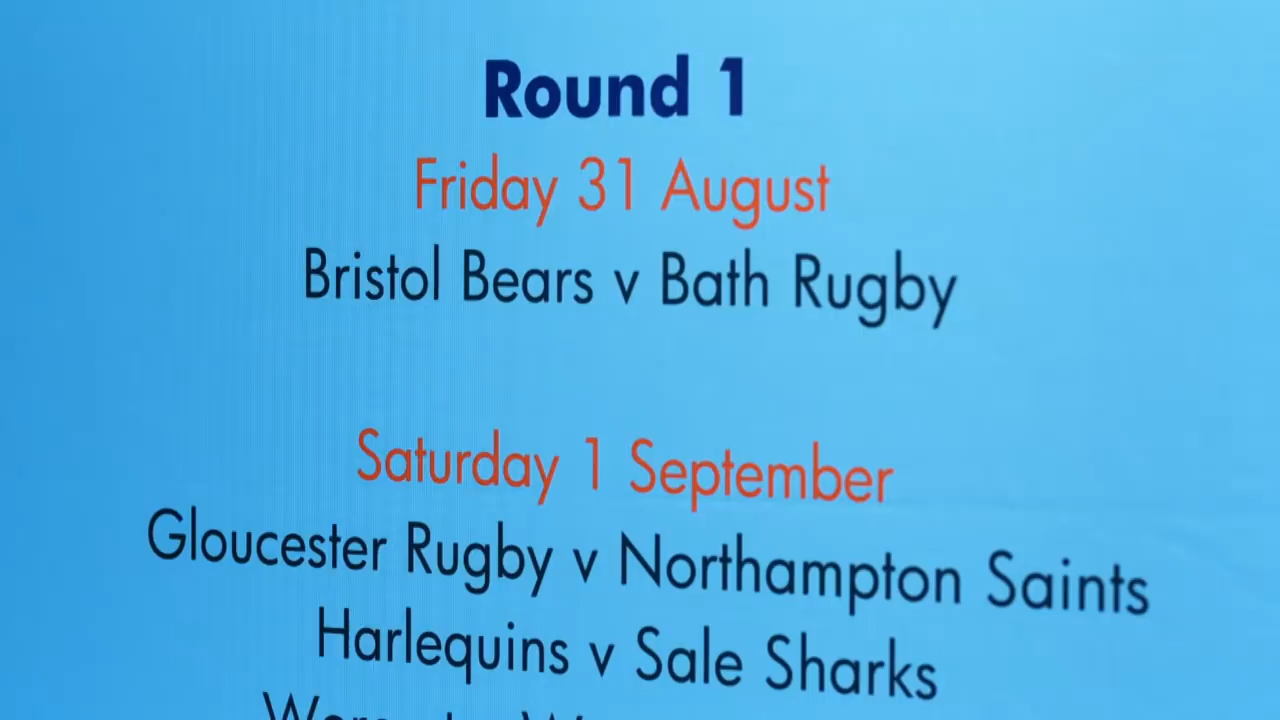 Round 1
Friday 31 August
Bristol Bears v Bath Rugby
Saturday 1 September
Gloucester Rugby v Northampton Saints
Harlequins v Sale Sharks